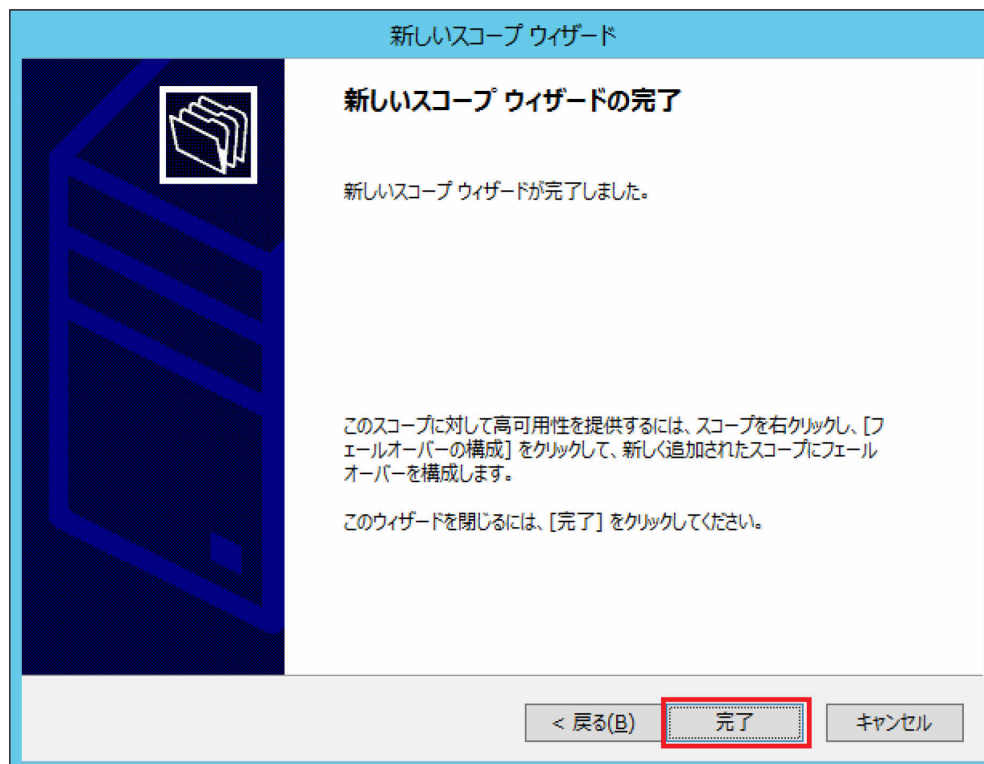 新しいスコープ ウィザード
新しいスコープ ウィザードの完了
新しいスコープ ウィザードが完了しました。
このスコープに対して高可用性を提供するには、スコープを右クリックし、[フ
ェールオーバーの構成] をクリックして、新しく追加されたスコープにフェール
オーバーを構成します。
このウィザードを閉じるには、[完了] をクリックしてください。
< 戻る(B)
完了
キャンセル